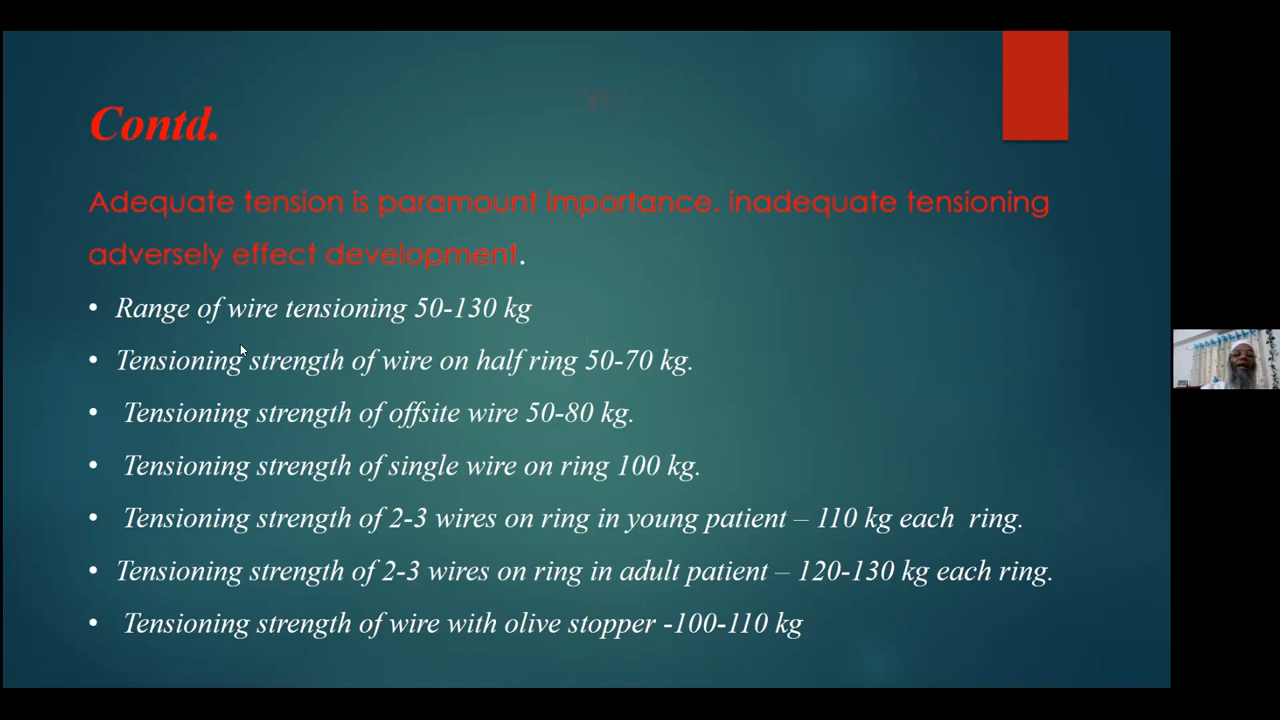 Contd.
Adequate tension is paramount importance. inadequate tensioning
adversely effect development.
• Range of wire tensioning 50-130 kg
• Tensioning strength of wire on half ring 50-70 kg.
• Tensioning strength of offsite wire 50-80 kg.
• Tensioning strength of single wire on ring 100 kg.
• Tensioning strength of 2-3 wires on ring in young patient – 110 kg each ring.
• Tensioning strength of 2-3 wires on ring in adult patient – 120-130 kg each ring.
• Tensioning strength of wire with olive stopper -100-110 kg